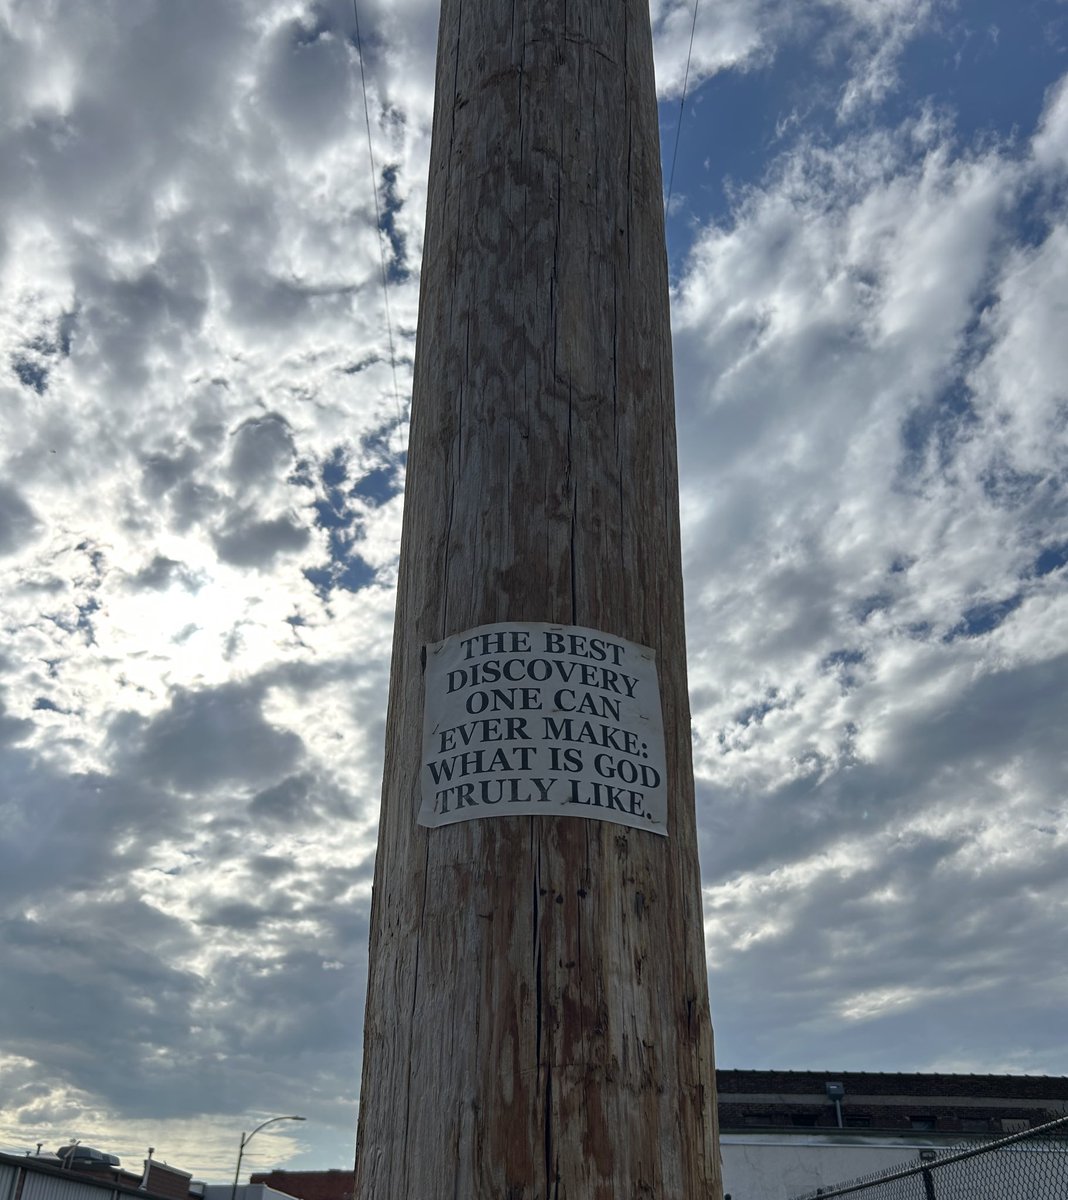 THE BEST
DISCOVERY
ONE CAN
EVER MAKE:
WHAT IS GOD
TRULY LIKE.